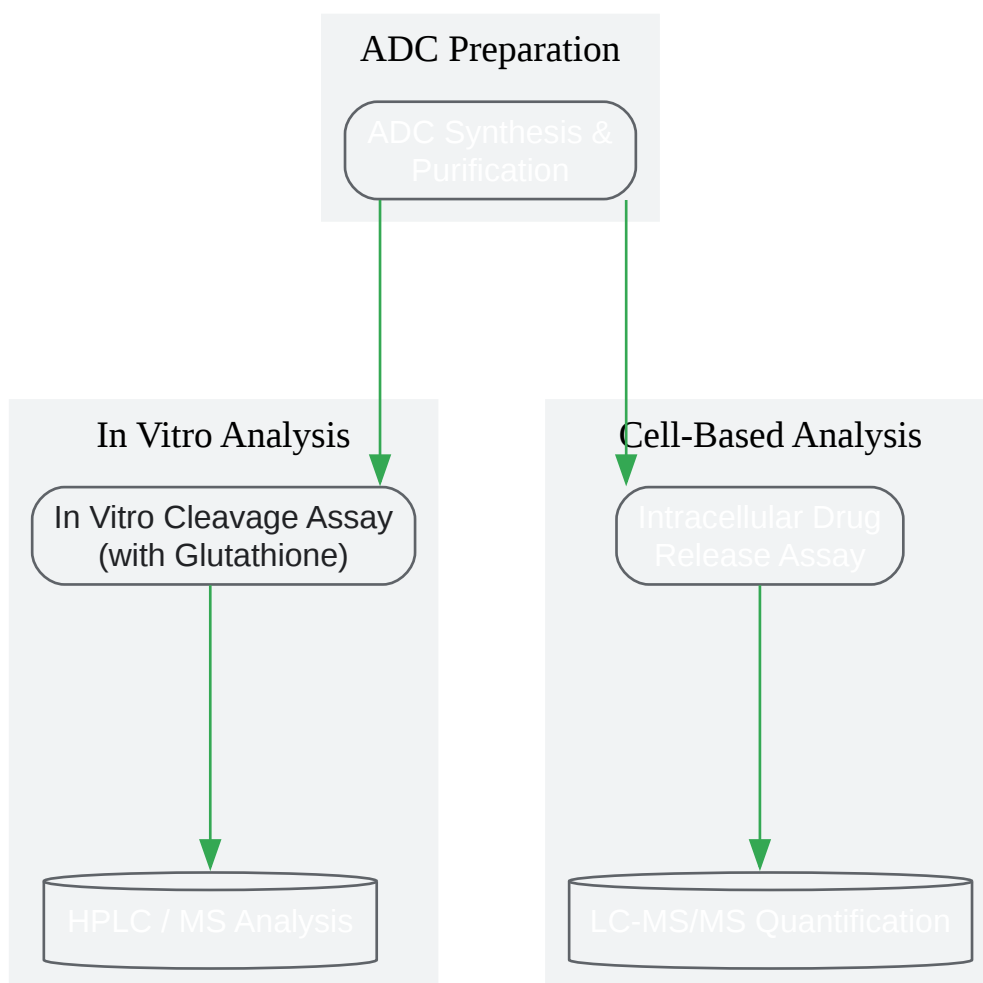 ADC Preparation
ADC Synthesis &
Purification
In Vitro Analysis
In Vitro Cleavage Assay
(with Glutathione)
HPLC / MS Analysis
Cell-Based Analysis
Intracellular Drug
Release Assay
LC-MS/MS Quantification